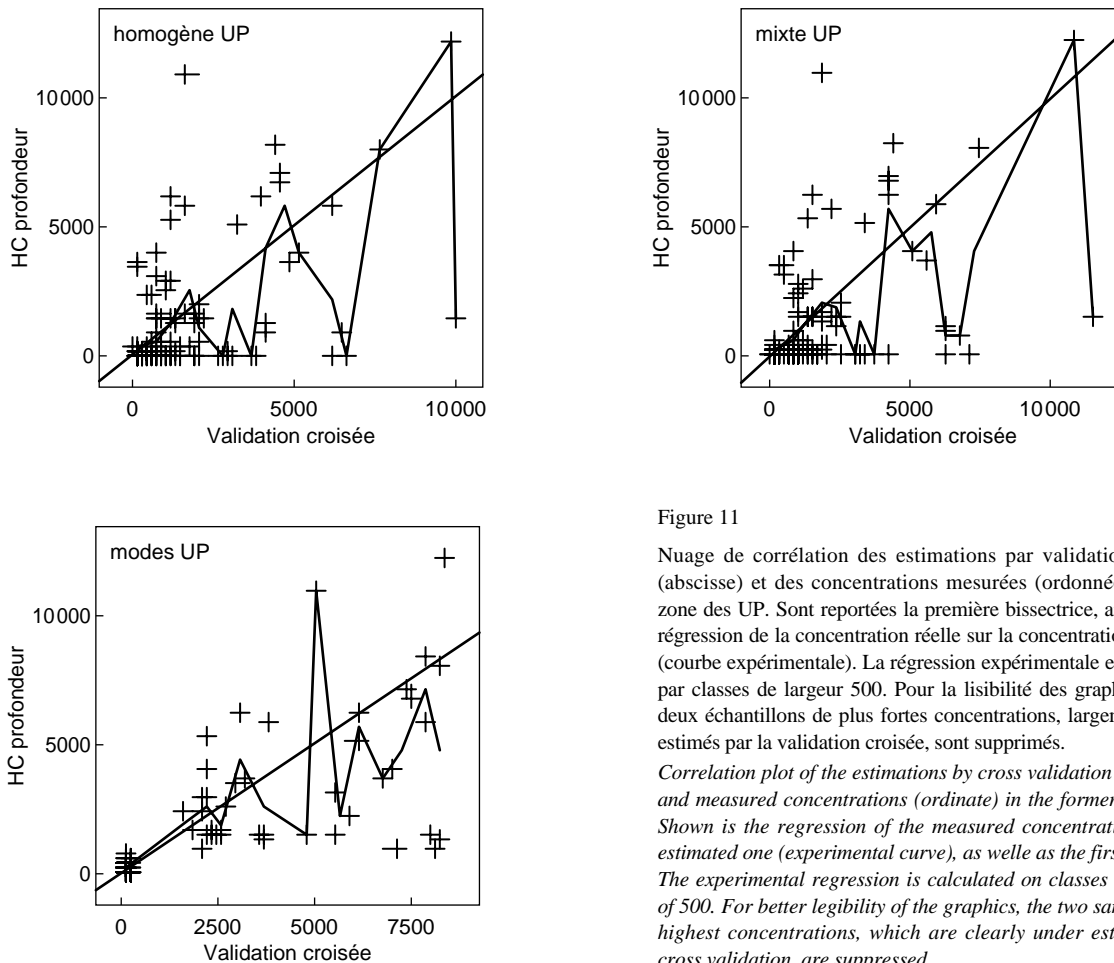 homogène UP
10000
5000
0
HC profondeur
0 5000 10000
Validation croisée
mixte UP
10000
5000
0
HC profondeur
0 5000 10000
Validation croisée
modes UP
10000
5000
0
HC profondeur
0 2500 5000 7500
Validation croisée
Figure 11
Nuage de corrélation des estimations par validatio
(abscisse) et des concentrations mesurées (ordonné
zone des UP. Sont reportées la première bissectrice, a
régression de la concentration réelle sur la concentratio
(courbe expérimentale). La régression expérimentale e
par classes de largeur 500. Pour la lisibilité des graph
deux échantillons de plus fortes concentrations, largen
estimés par la validation croisée, sont supprimés.
Correlation plot of the estimations by cross validation
and measured concentrations (ordinate) in the former
Shown is the regression of the measured concentrati
estimated one (experimental curve), as welle as the firs
The experimental regression is calculated on classes
of 500. For better legibility of the graphics, the two sa
highest concentrations, which are clearly under est
cross validation, are suppressed.